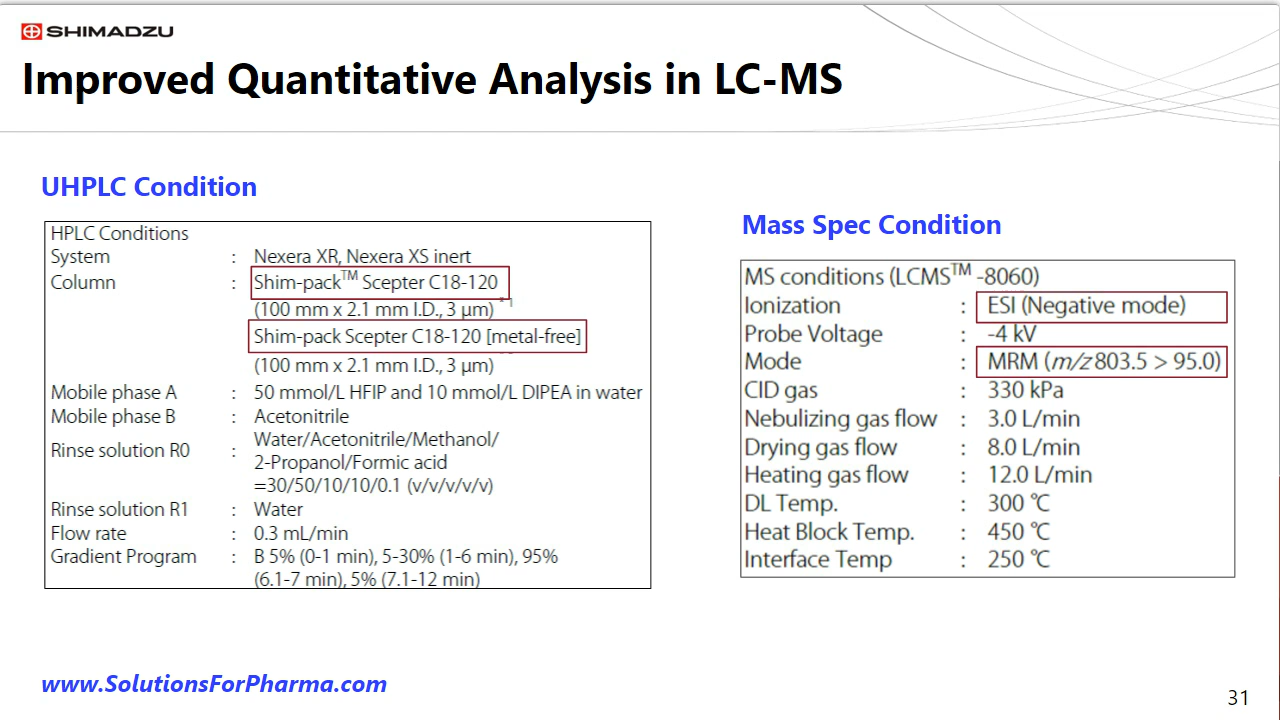 SHIMADZU
Improved Quantitative Analysis in LC-MS
UHPLC Condition
HPLC Conditions
System : Nexera XR, Nexera XS inert
Column : Shim-pack™ Scepter C18-120
(100 mm x 2.1 mm I.D., 3 µm) *1
Shim-pack Scepter C18-120 [metal-free]
(100 mm x 2.1 mm I.D., 3 µm)
Mobile phase A : 50 mmol/L HFIP and 10 mmol/L DIPEA in water
Mobile phase B : Acetonitrile
Rinse solution R0 : Water/Acetonitrile/Methanol/
2-Propanol/Formic acid
=30/50/10/10/0.1 (v/v/v/v/v)
Rinse solution R1 : Water
Flow rate : 0.3 mL/min
Gradient Program : B 5% (0-1 min), 5-30% (1-6 min), 95%
(6.1-7 min), 5% (7.1-12 min)
Mass Spec Condition
MS conditions (LCMS™ -8060)
Ionization : ESI (Negative mode)
Probe Voltage : -4 kV
Mode : MRM (m/z 803.5 > 95.0)
CID gas : 330 kPa
Nebulizing gas flow : 3.0 L/min
Drying gas flow : 8.0 L/min
Heating gas flow : 12.0 L/min
DL Temp. : 300 ℃
Heat Block Temp. : 450 ℃
Interface Temp : 250 ℃
www.SolutionsForPharma.com
31